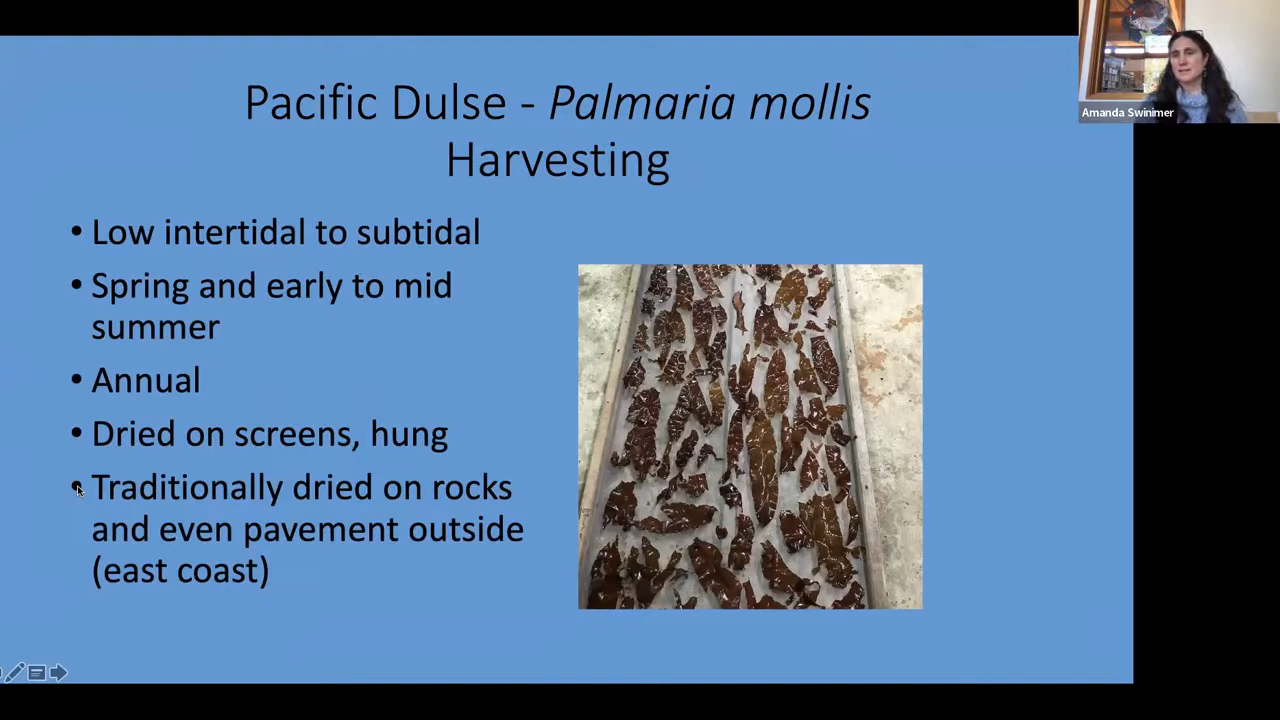 Amanda Swinimer
Pacific Dulse - Palmaria mollis
Harvesting
• Low intertidal to subtidal
• Spring and early to mid
summer
• Annual
• Dried on screens, hung
• Traditionally dried on rocks
and even pavement outside
(east coast)